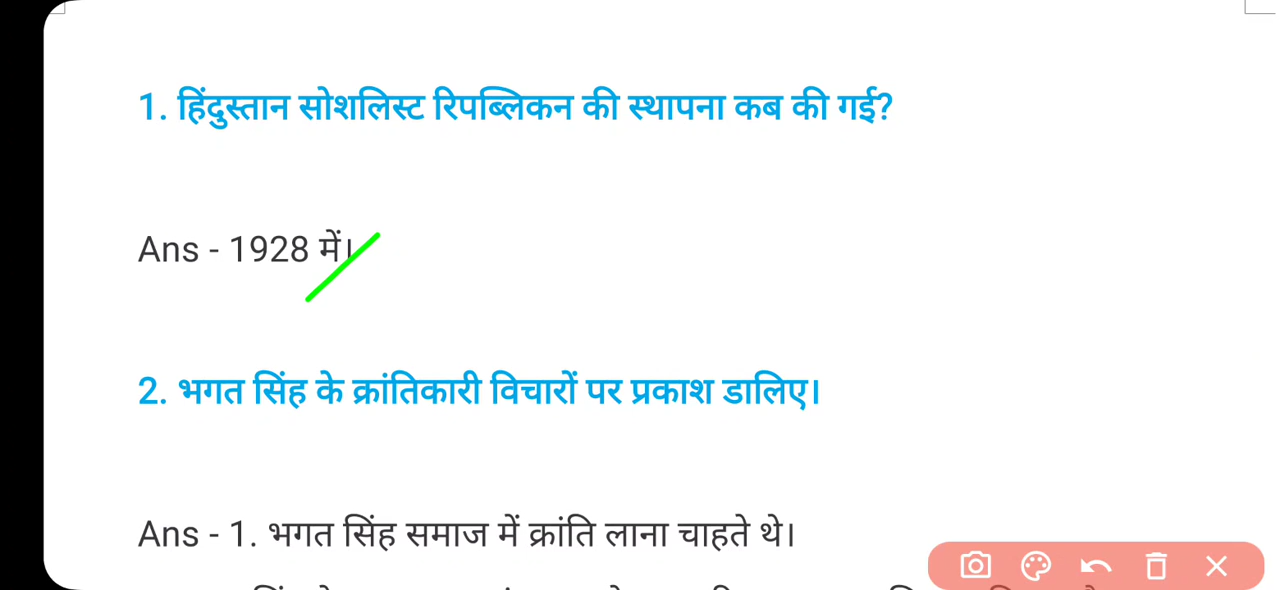 1. हिंदुस्तान सोशलिस्ट रिपब्लिकन की स्थापना कब की गई?
Ans - 1928 में।
2. भगत सिंह के क्रांतिकारी विचारों पर प्रकाश डालिए।
Ans - 1. भगत सिंह समाज में क्रांति लाना चाहते थे।